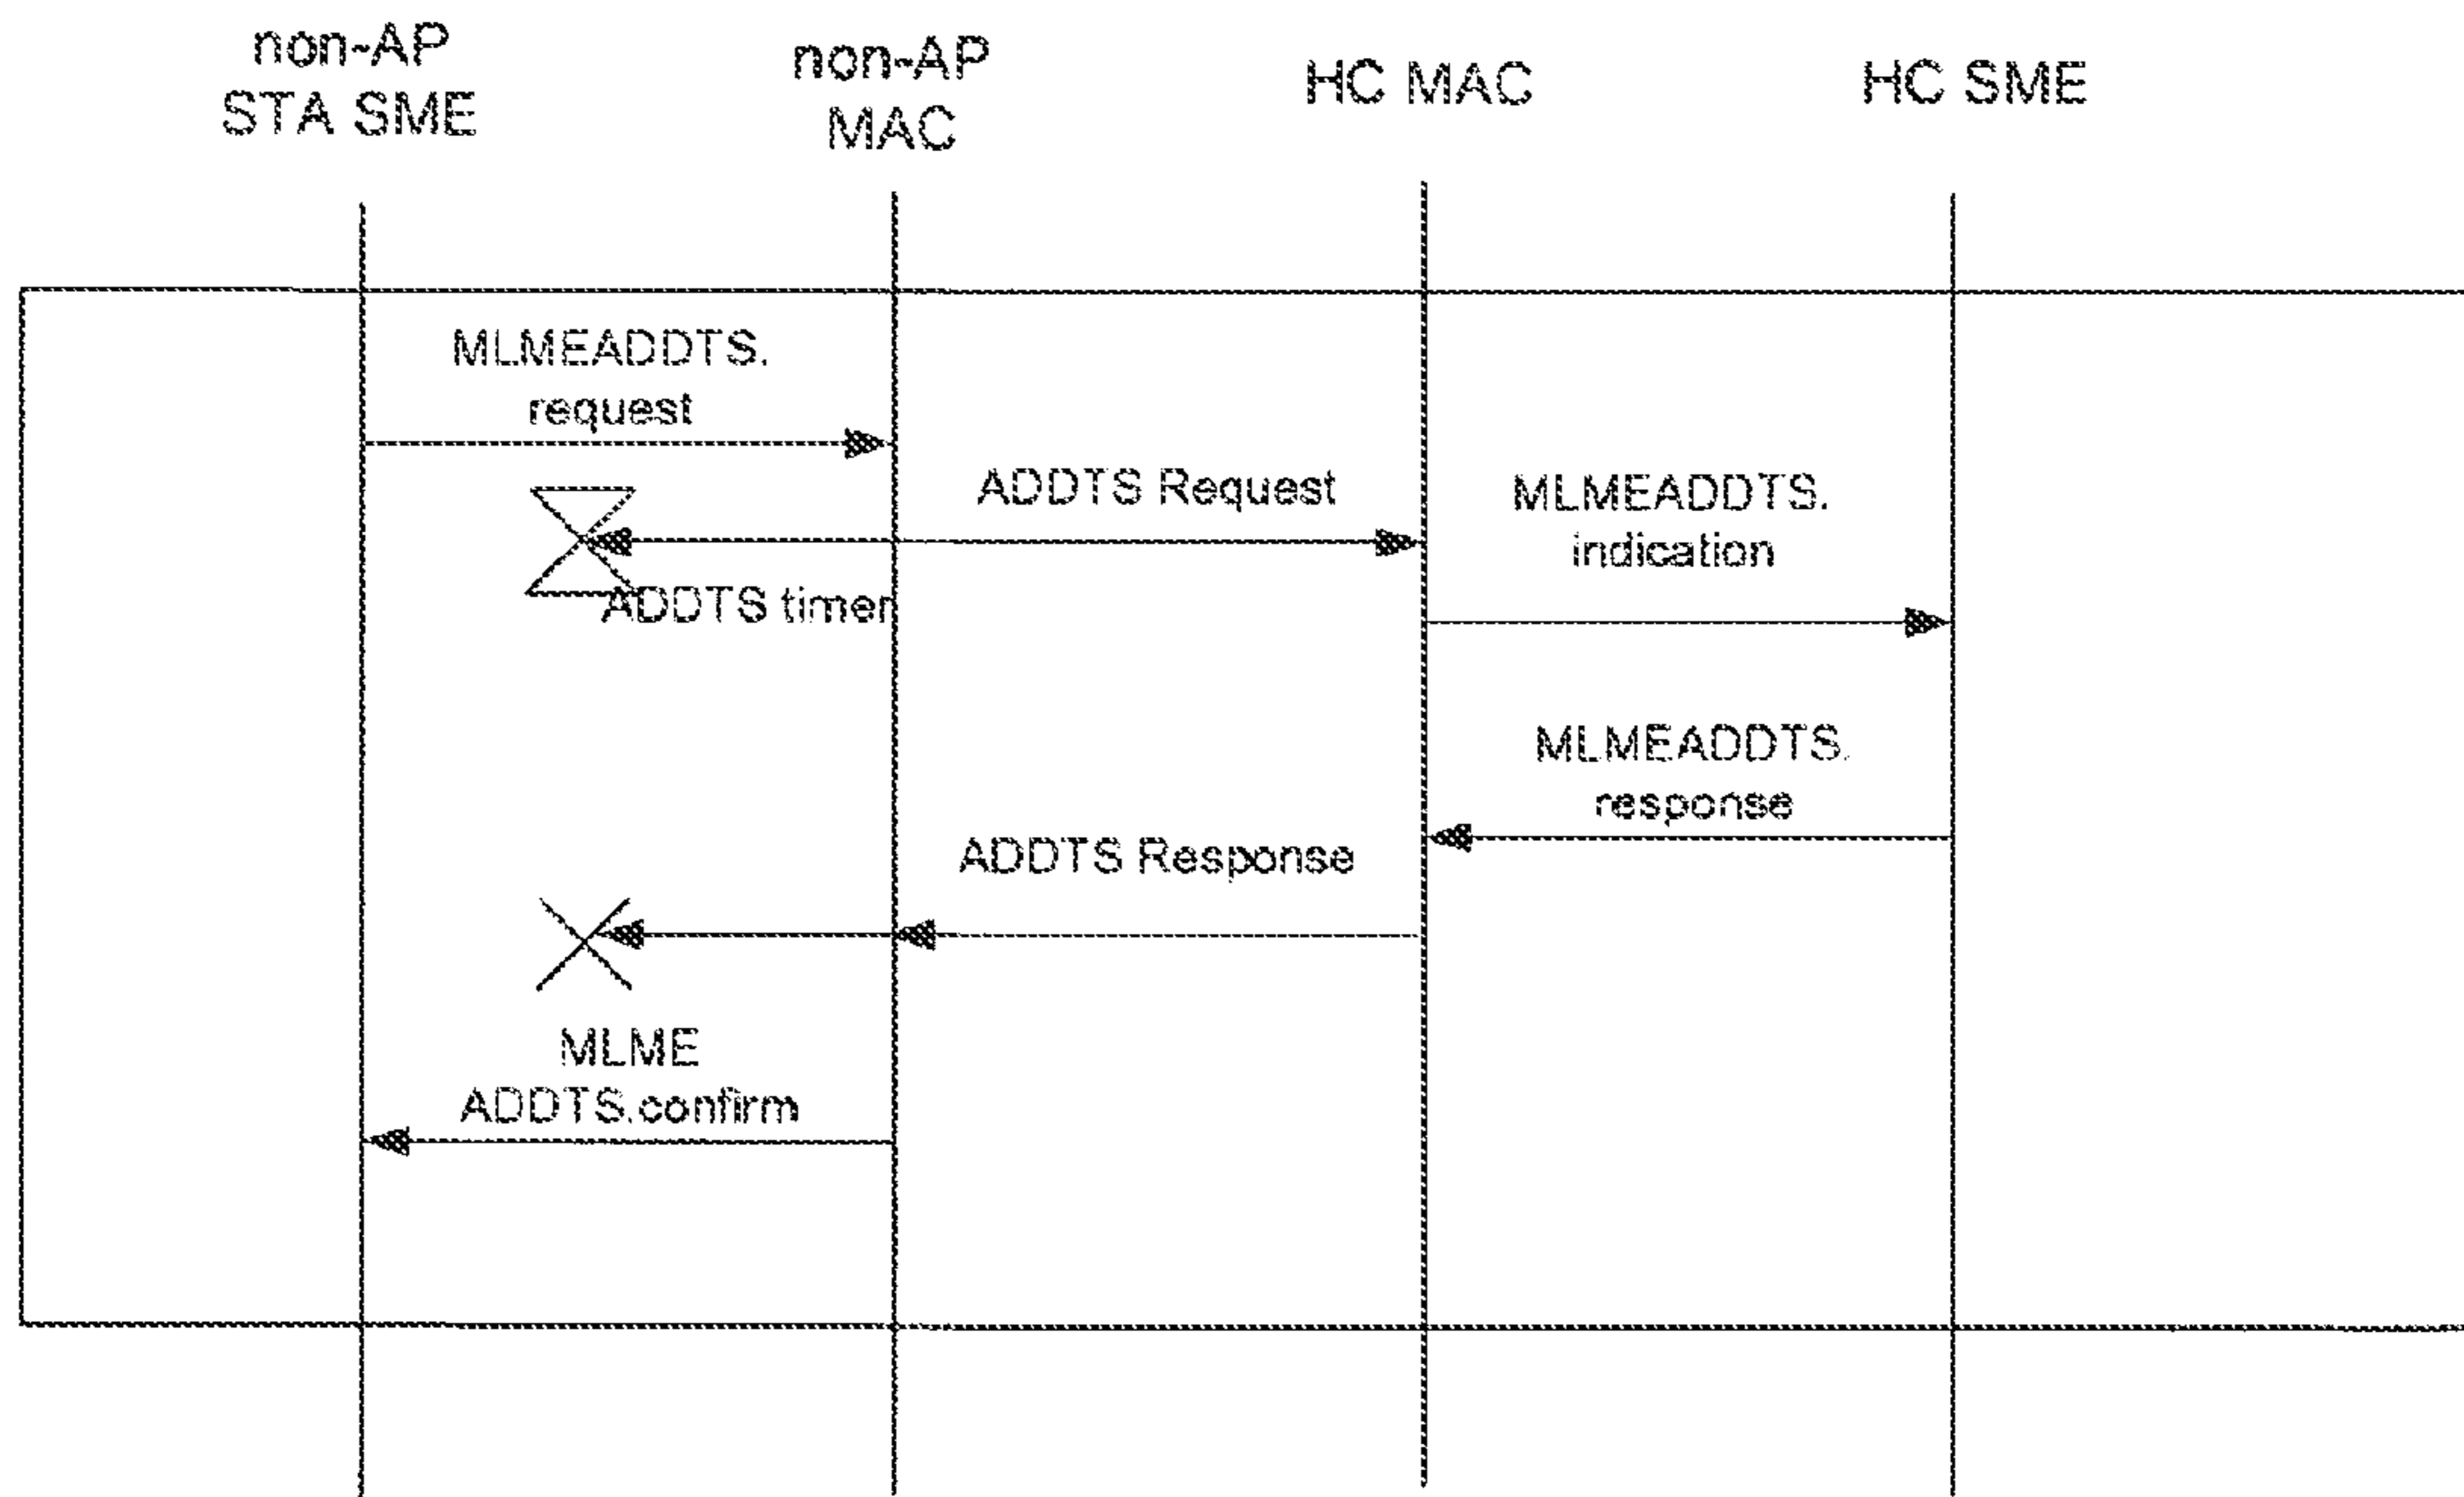 non-AP
STA SME
non-AP
MAC
HC MAC
HC SME
MLMEADDTS.
request
ADDTS Request
MLMEADDTS.
indication
ADDTS timer
MLMEADDTS.
response
ADDTS Response
MLME
ADDTS.confirm